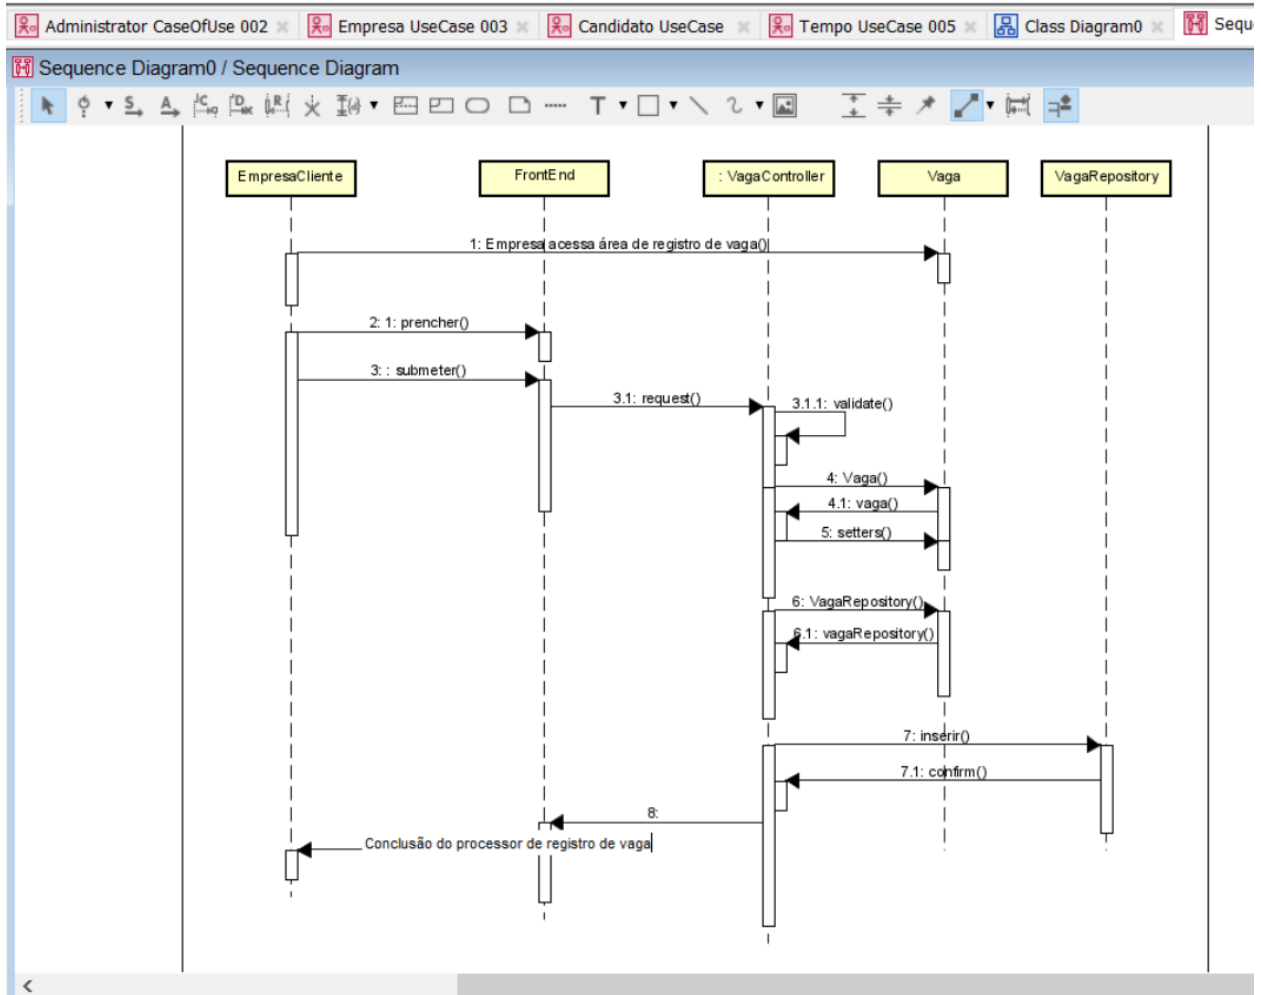 Administrator CaseOfUse 002
Empresa UseCase 003
Candidato UseCase
Tempo UseCase 005
Class Diagram0
Sequ
Sequence Diagram0 / Sequence Diagram
EmpresaCliente
FrontEnd
: VagaController
Vaga
VagaRepository
1: Empresa acessa área de registro de vaga()
2: 1: prencher()
3: : submeter()
3.1: request()
3.1.1: validate()
4: Vaga()
4.1: vaga()
5: setters()
6: VagaRepository()
6.1: vagaRepository()
7: inserir()
7.1: confirm()
8:
Conclusão do processor de registro de vaga